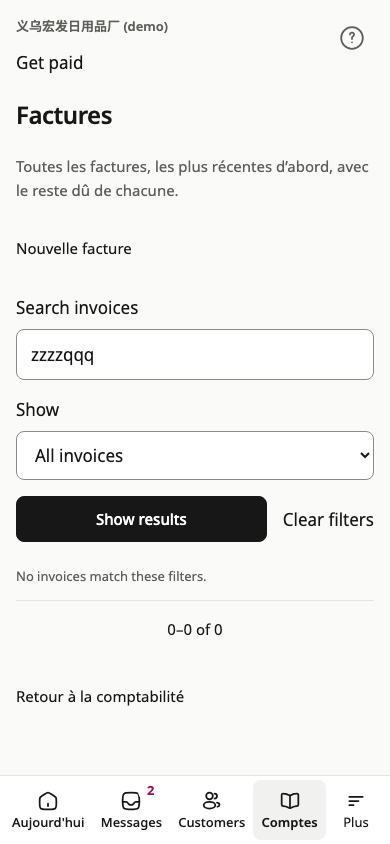 义乌宏发日用品厂 (demo)
Get paid
Factures
Toutes les factures, les plus récentes d’abord, avec
le reste dû de chacune.
Nouvelle facture
Search invoices
zzzzqqq
Show
All invoices
Show results
Clear filters
No invoices match these filters.
0–0 of 0
Retour à la comptabilité
2
Aujourd'hui
Messages
Customers
Comptes
Plus